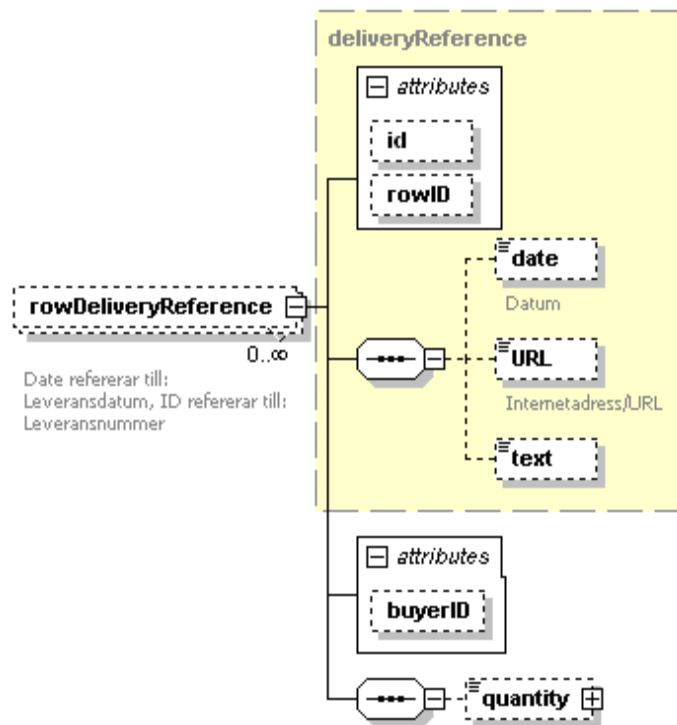 deliveryReference
attributes
id
rowID
date
Datum
rowDeliveryReference
0..∞
URL
Date refererar till:
Leveransdatum, ID refererar till:
Leveransnummer
Internetadress/URL
text
attributes
buyerID
quantity